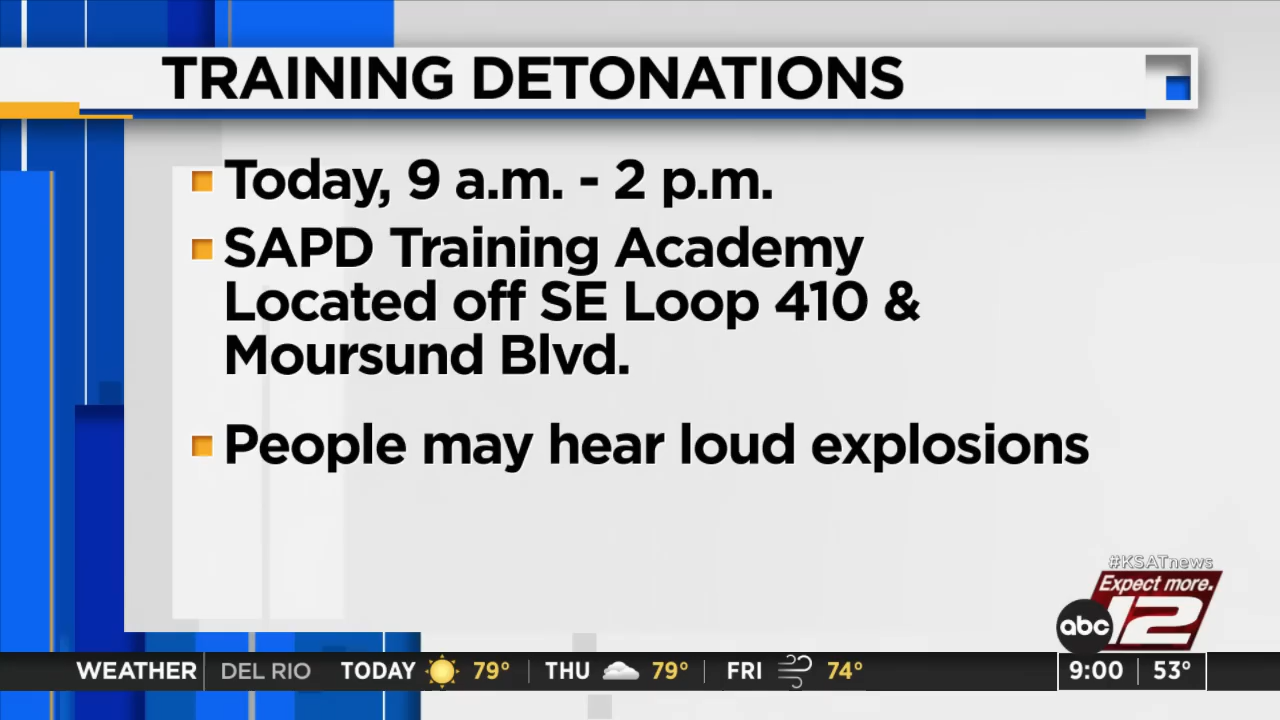 TRAINING DETONATIONS
Today, 9 a.m. - 2 p.m.
SAPD Training Academy
Located off SE Loop 410 &
Moursund Blvd.
People may hear loud explosions
#KSATnews
Expect more.
abc 12
WEATHER DEL RIO TODAY 79° THU 79° FRI 74° 9:00 53°